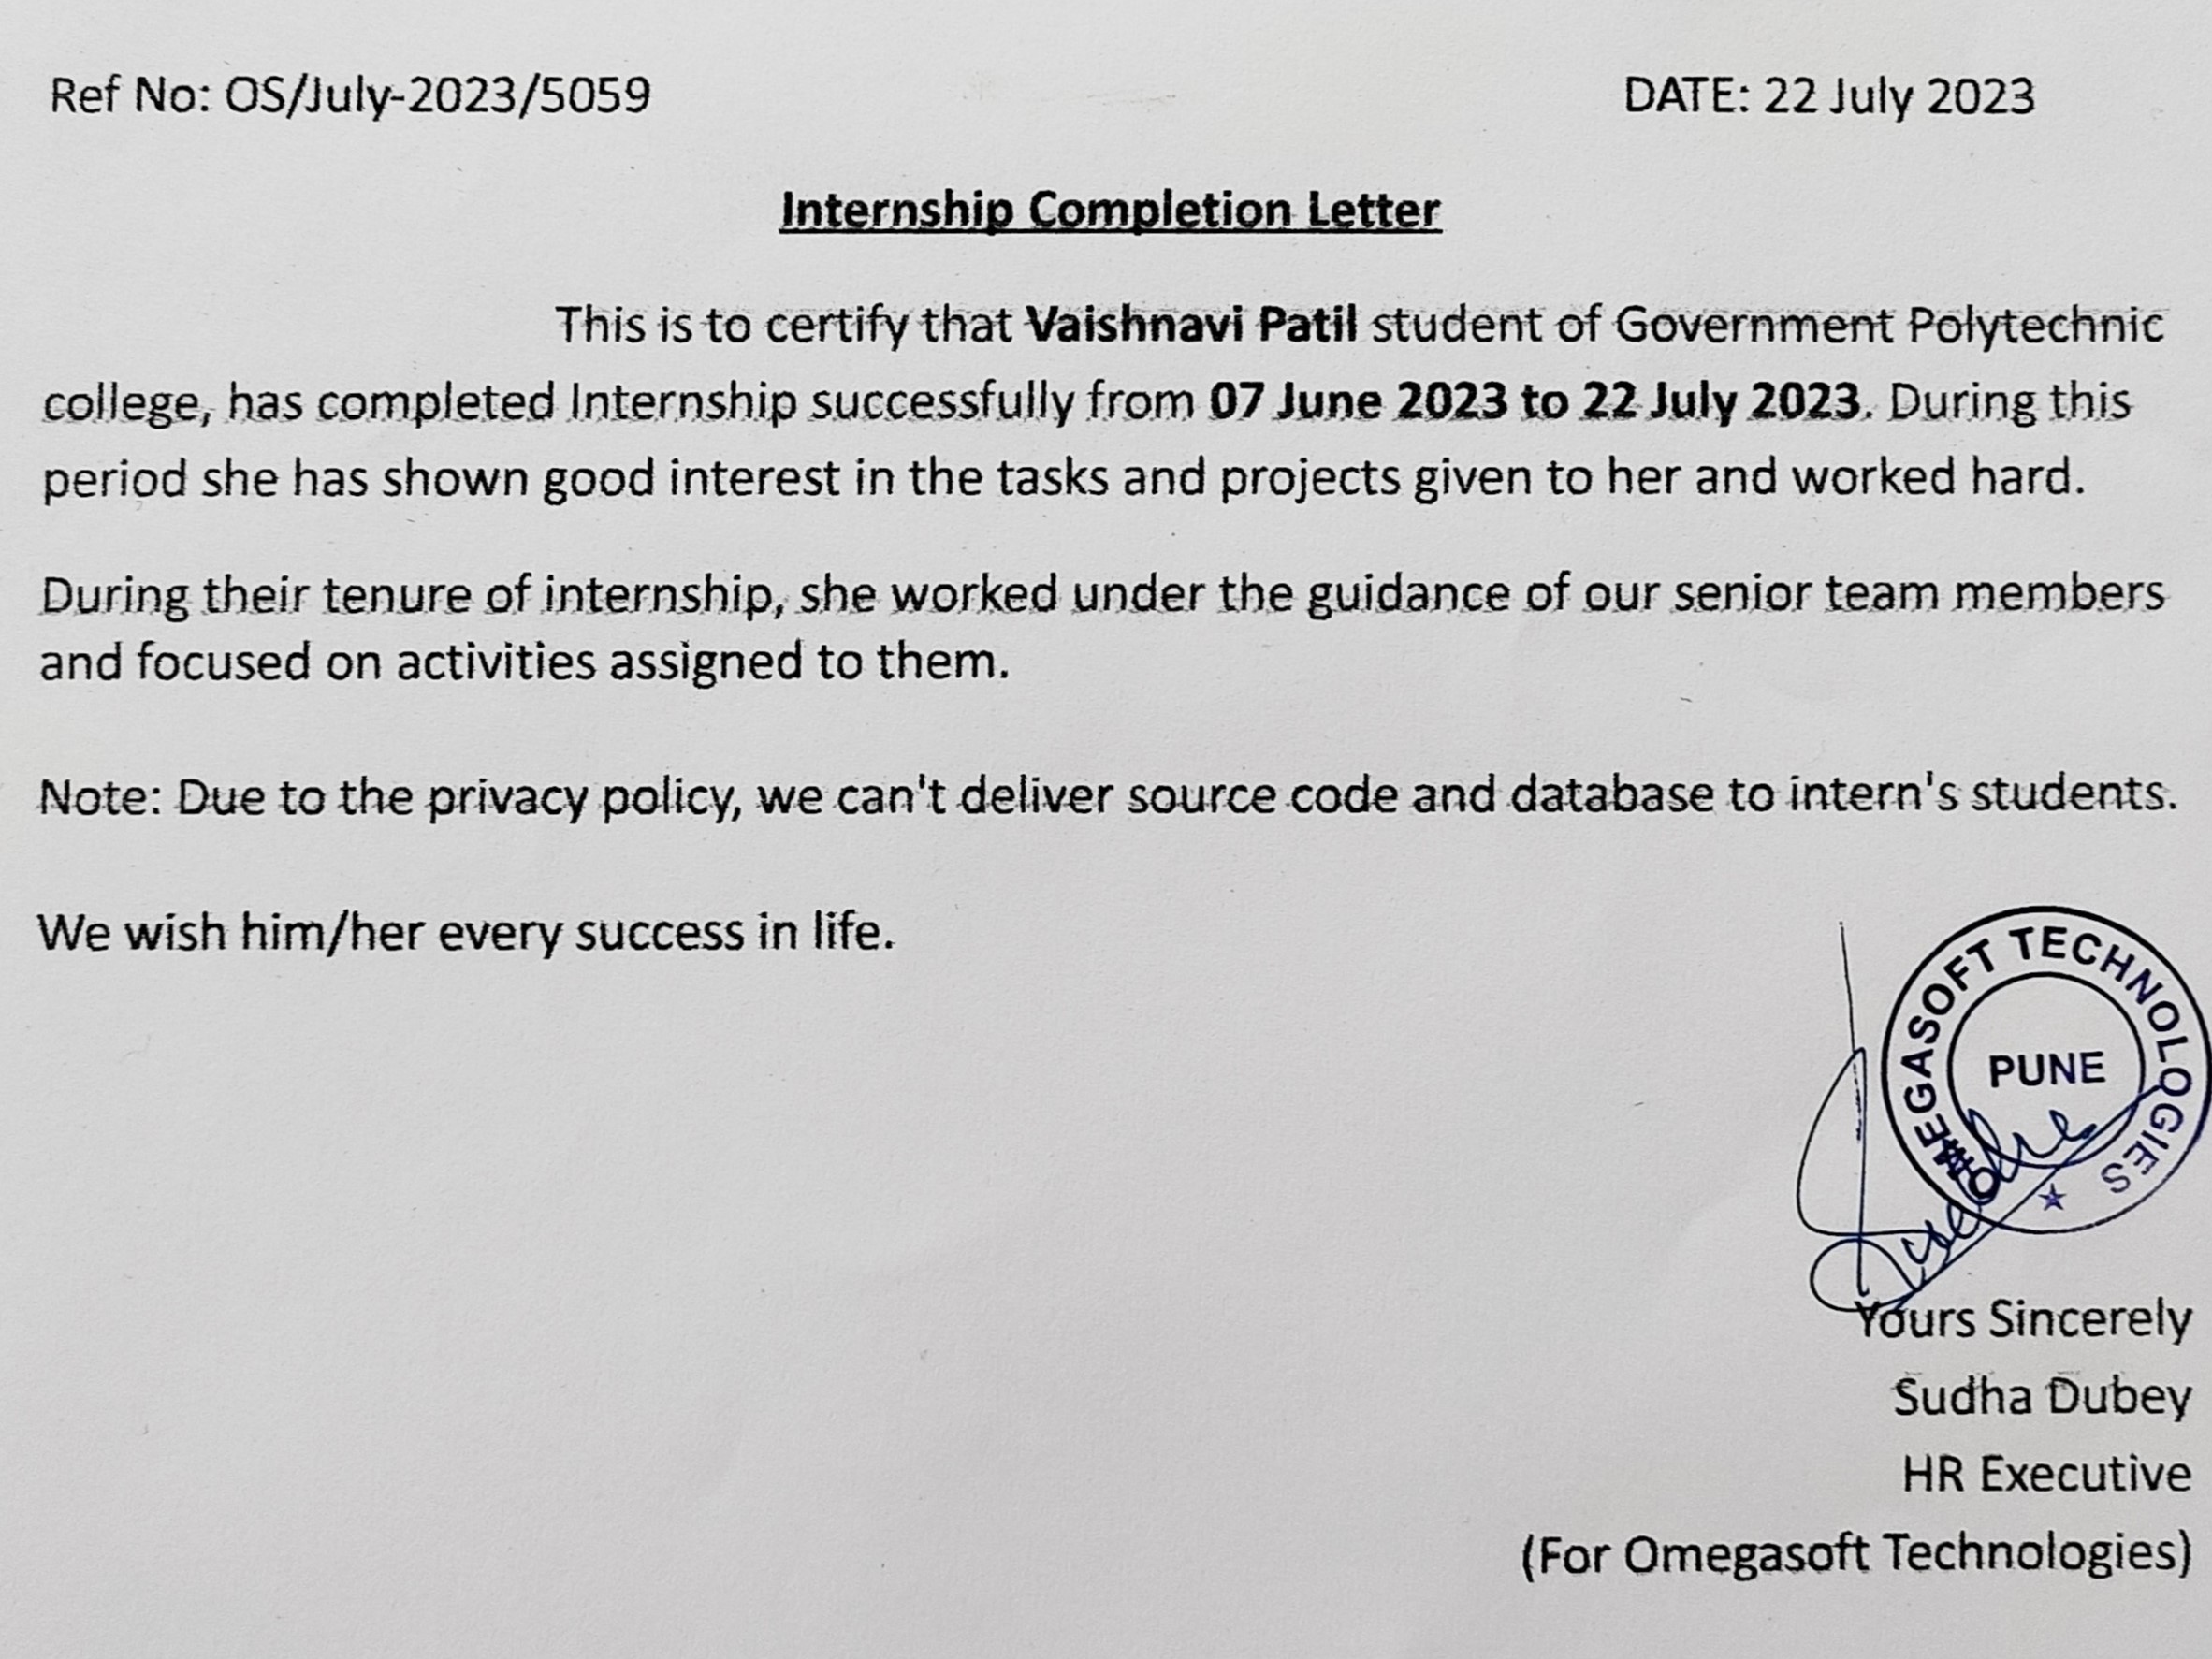 Ref No: OS/July-2023/5059 DATE: 22 July 2023
Internship Completion Letter
This is to certify that Vaishnavi Patil student of Government Polytechnic
college, has completed Internship successfully from 07 June 2023 to 22 July 2023. During this
period she has shown good interest in the tasks and projects given to her and worked hard.
During their tenure of internship, she worked under the guidance of our senior team members
and focused on activities assigned to them.
Note: Due to the privacy policy, we can't deliver source code and database to intern's students.
We wish him/her every success in life.
OMEGASOFT TECHNOLOGIES
PUNE
Yours Sincerely
Sudha Dubey
HR Executive
(For Omegasoft Technologies)